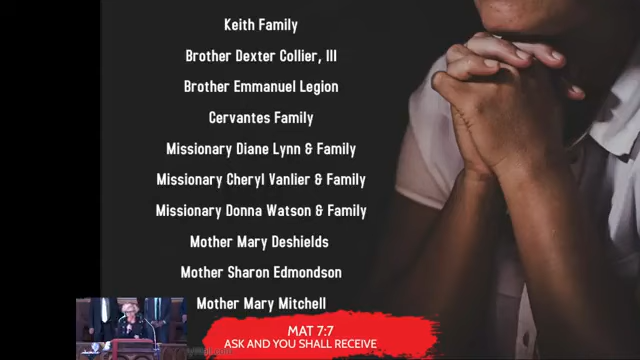 Keith Family
Brother Dexter Collier, III
Brother Emmanuel Legion
Cervantes Family
Missionary Diane Lynn & Family
Missionary Cheryl Vanlier & Family
Missionary Donna Watson & Family
Mother Mary Deshields
Mother Sharon Edmondson
Mother Mary Mitchell
MAT 7:7
ASK AND YOU SHALL RECEIVE